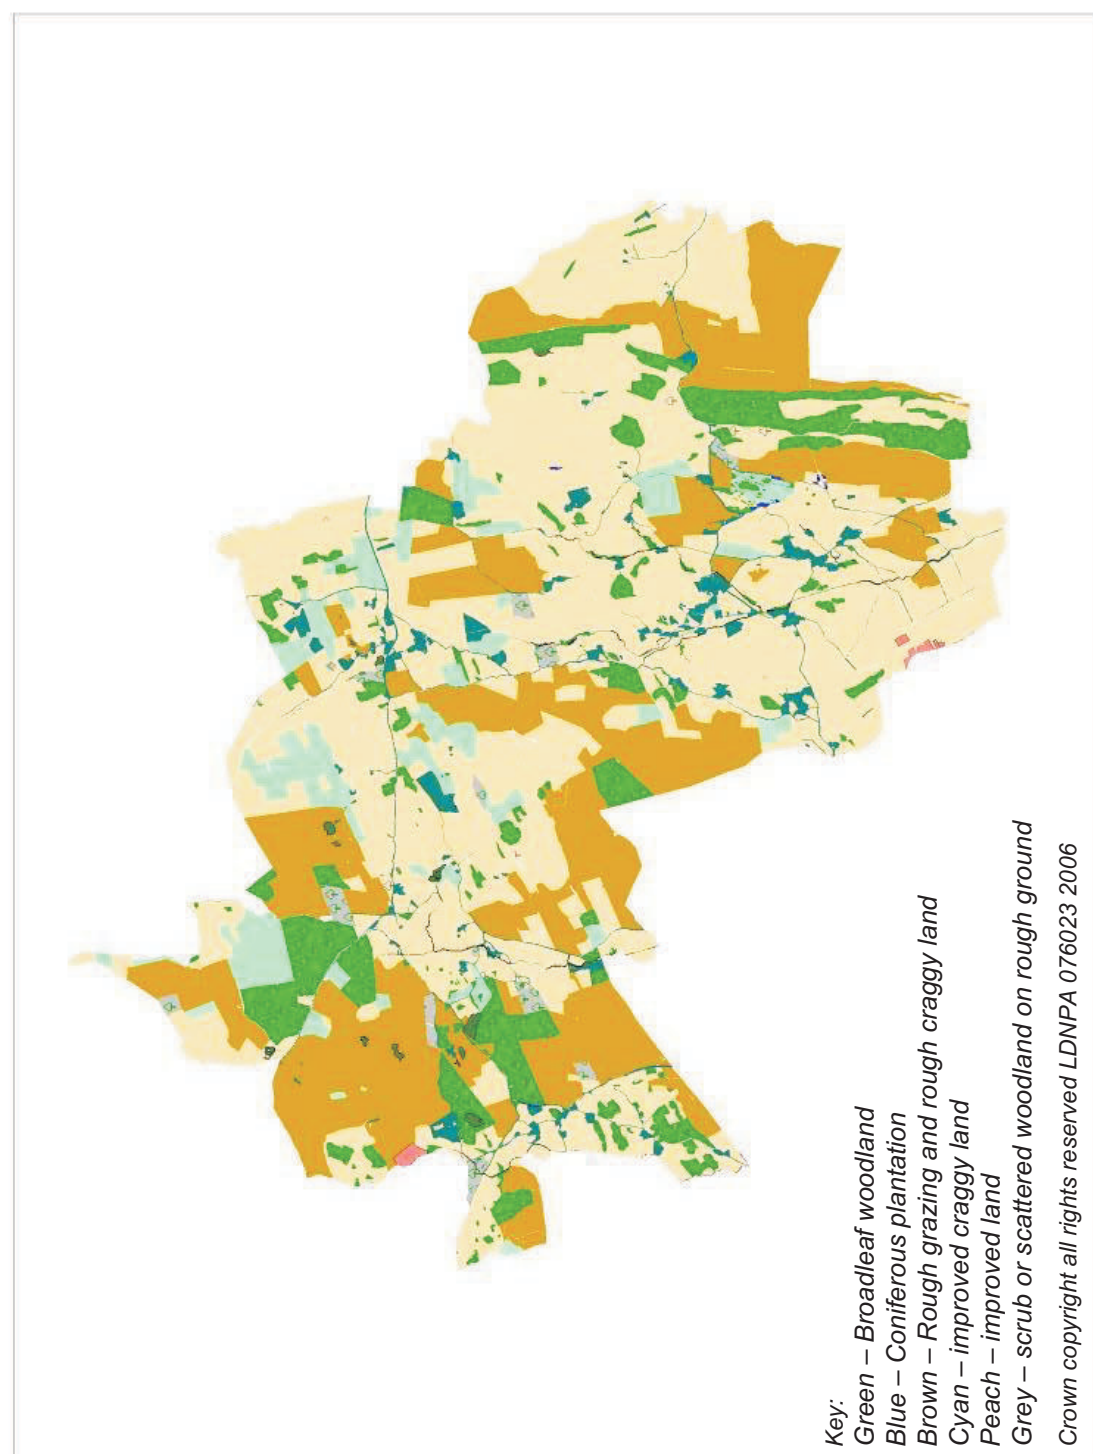 Key:
Green – Broadleaf woodland
Blue – Coniferous plantation
Brown – Rough grazing and rough craggy land
Cyan – improved craggy land
Peach – improved land
Grey – scrub or scattered woodland on rough ground
Crown copyright all rights reserved LDNPA 076023 2006